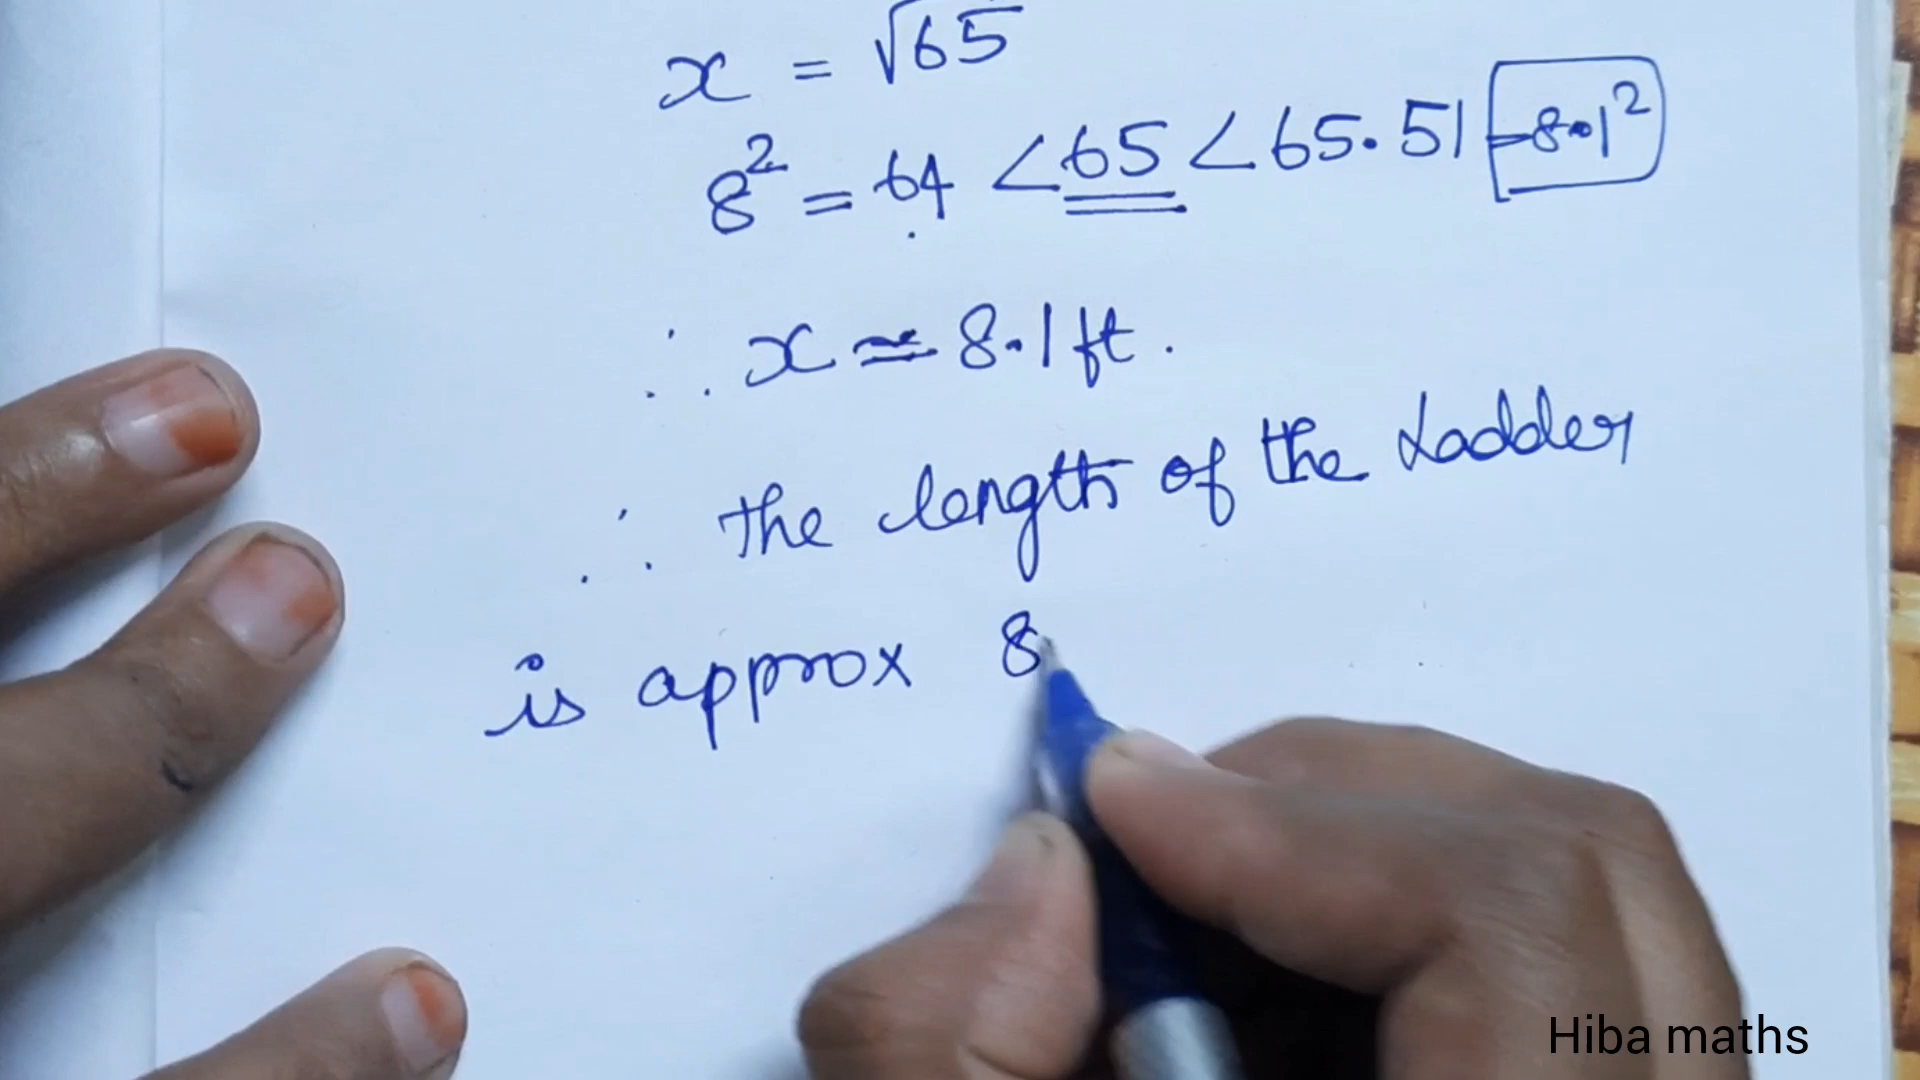 x = √65
8² = 64 < 65 < 65.51 = 8.1²
∴ x ≃ 8.1 ft.
∴ the length of the Ladder
is approx 8
Hiba maths